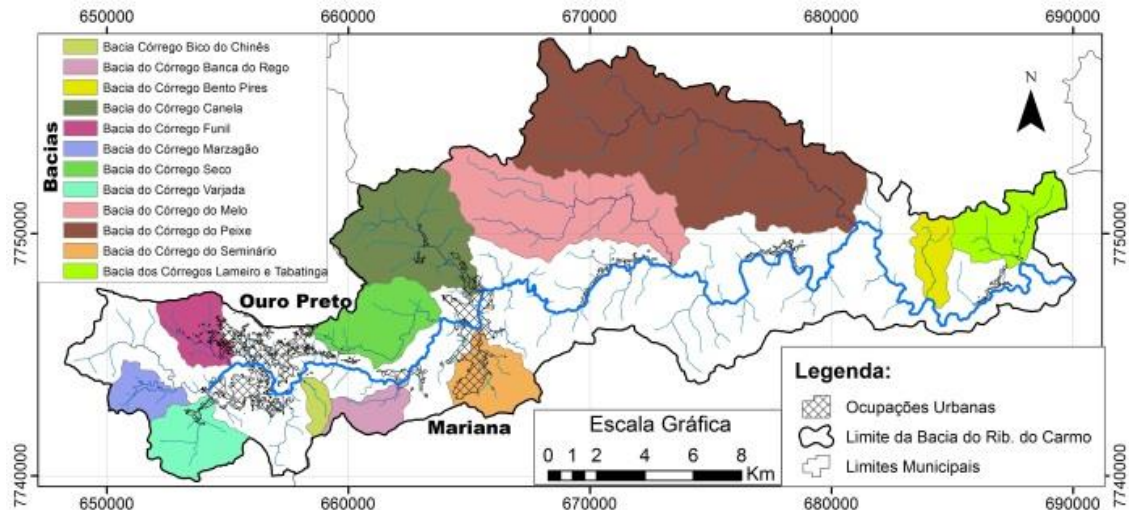 650000 660000 670000 680000 690000
Bacias
Bacia Córrego Bico do Chinês
Bacia do Córrego Banca do Rego
Bacia do Córrego Bento Pires
Bacia do Córrego Canela
Bacia do Córrego Funil
Bacia do Córrego Marzagão
Bacia do Córrego Seco
Bacia do Córrego Varjada
Bacia do Córrego do Melo
Bacia do Córrego do Peixe
Bacia do Córrego do Seminário
Bacia dos Córregos Lameiro e Tabatinga
N
7750000 7750000
Ouro Preto
Mariana
Escala Gráfica
0 1 2 4 6 8
Km
Legenda:
Ocupações Urbanas
Limite da Bacia do Rib. do Carmo
Limites Municipais
7740000 7740000
650000 660000 670000 680000 690000